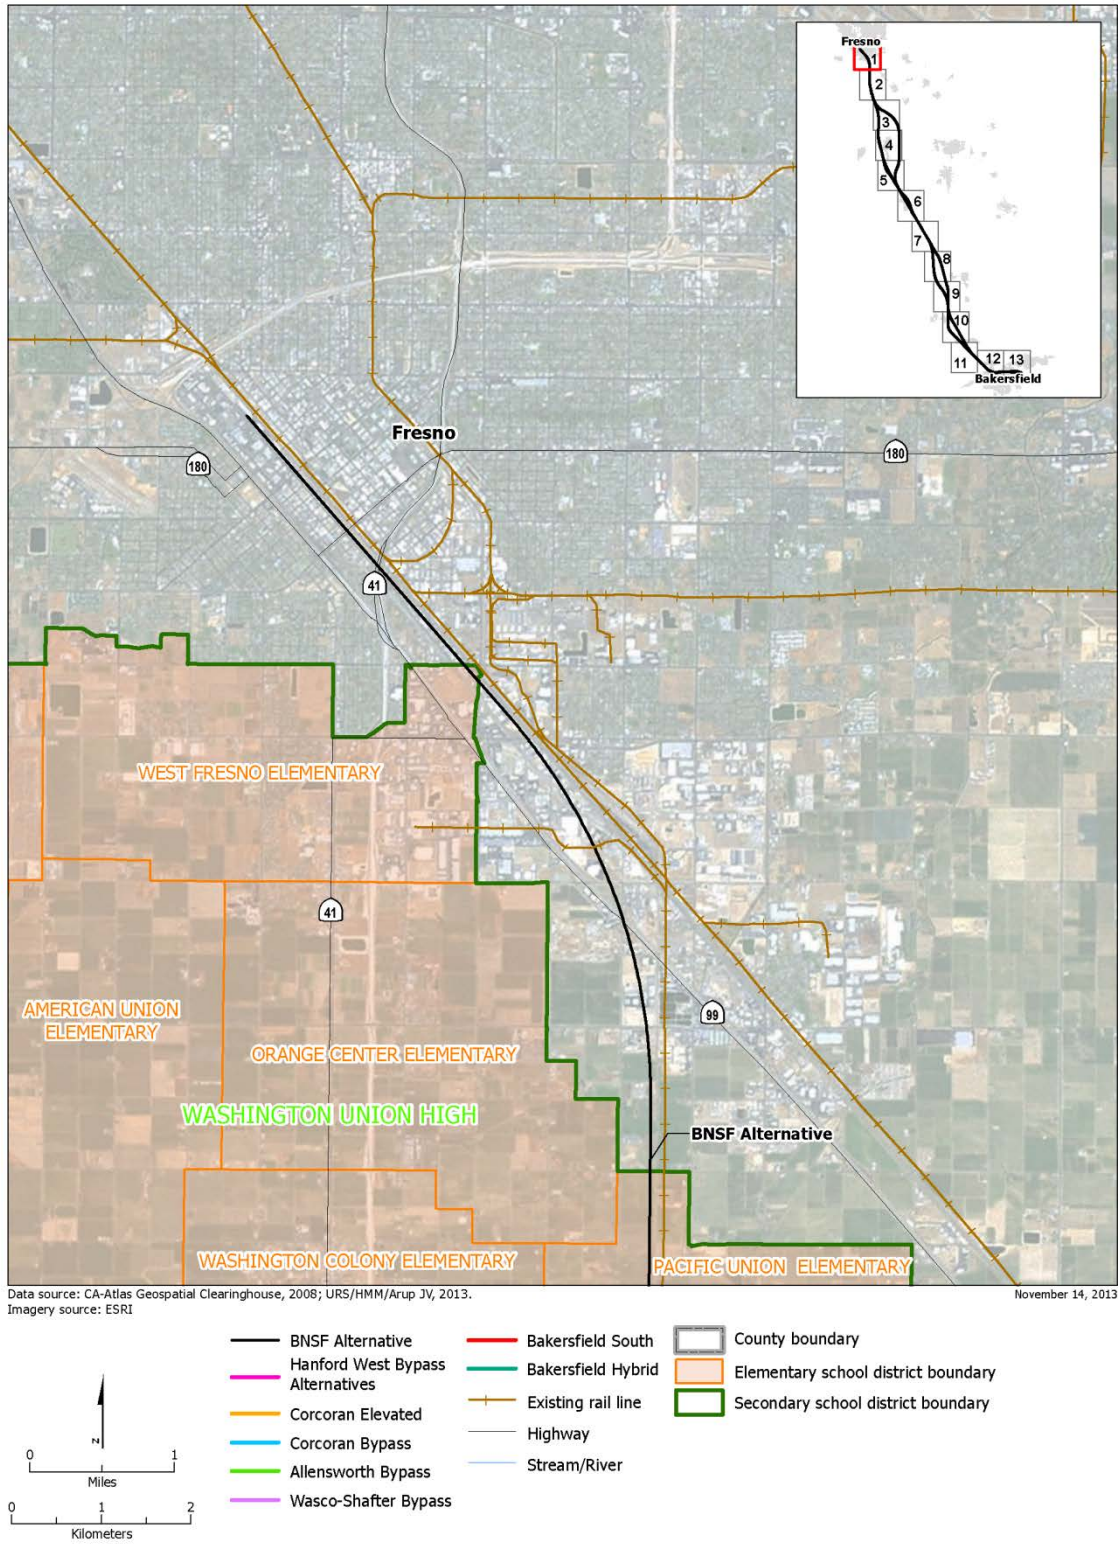 Fresno
1
2
3
4
5
6
7
8
9
10
11
12
13
Bakersfield
Fresno
180
180
41
WEST FRESNO ELEMENTARY
41
AMERICAN UNION
ELEMENTARY
99
ORANGE CENTER ELEMENTARY
WASHINGTON UNION HIGH
BNSF Alternative
WASHINGTON COLONY ELEMENTARY
PACIFIC UNION ELEMENTARY
Data source: CA-Atlas Geospatial Clearinghouse, 2008; URS/HMM/Arup JV, 2013.
November 14, 2013
Imagery source: ESRI
BNSF Alternative
Hanford West Bypass
Alternatives
Corcoran Elevated
Corcoran Bypass
Allensworth Bypass
Wasco-Shafter Bypass
Bakersfield South
Bakersfield Hybrid
Existing rail line
Highway
Stream/River
County boundary
Elementary school district boundary
Secondary school district boundary
N
0 1
Miles
0 1 2
Kilometers